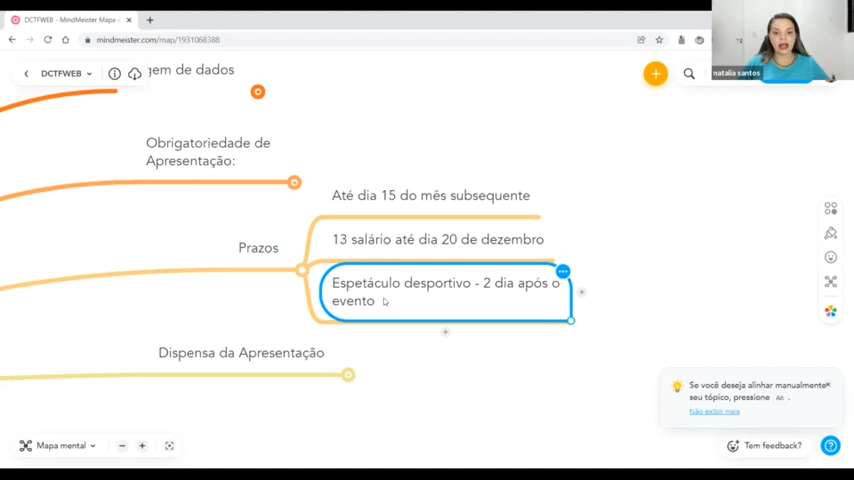 DCTFWEB - MindMeister Mapa m
mindmeister.com/map/1931068388
DCTFWEB
gem de dados
natalia santos
Obrigatoriedade de
Apresentação:
Até dia 15 do mês subsequente
Prazos
13 salário até dia 20 de dezembro
Espetáculo desportivo - 2 dia após o
evento
Dispensa da Apresentação
Se você deseja alinhar manualmente
seu tópico, pressione Alt .
Não exibir mais
Mapa mental
Tem feedback?